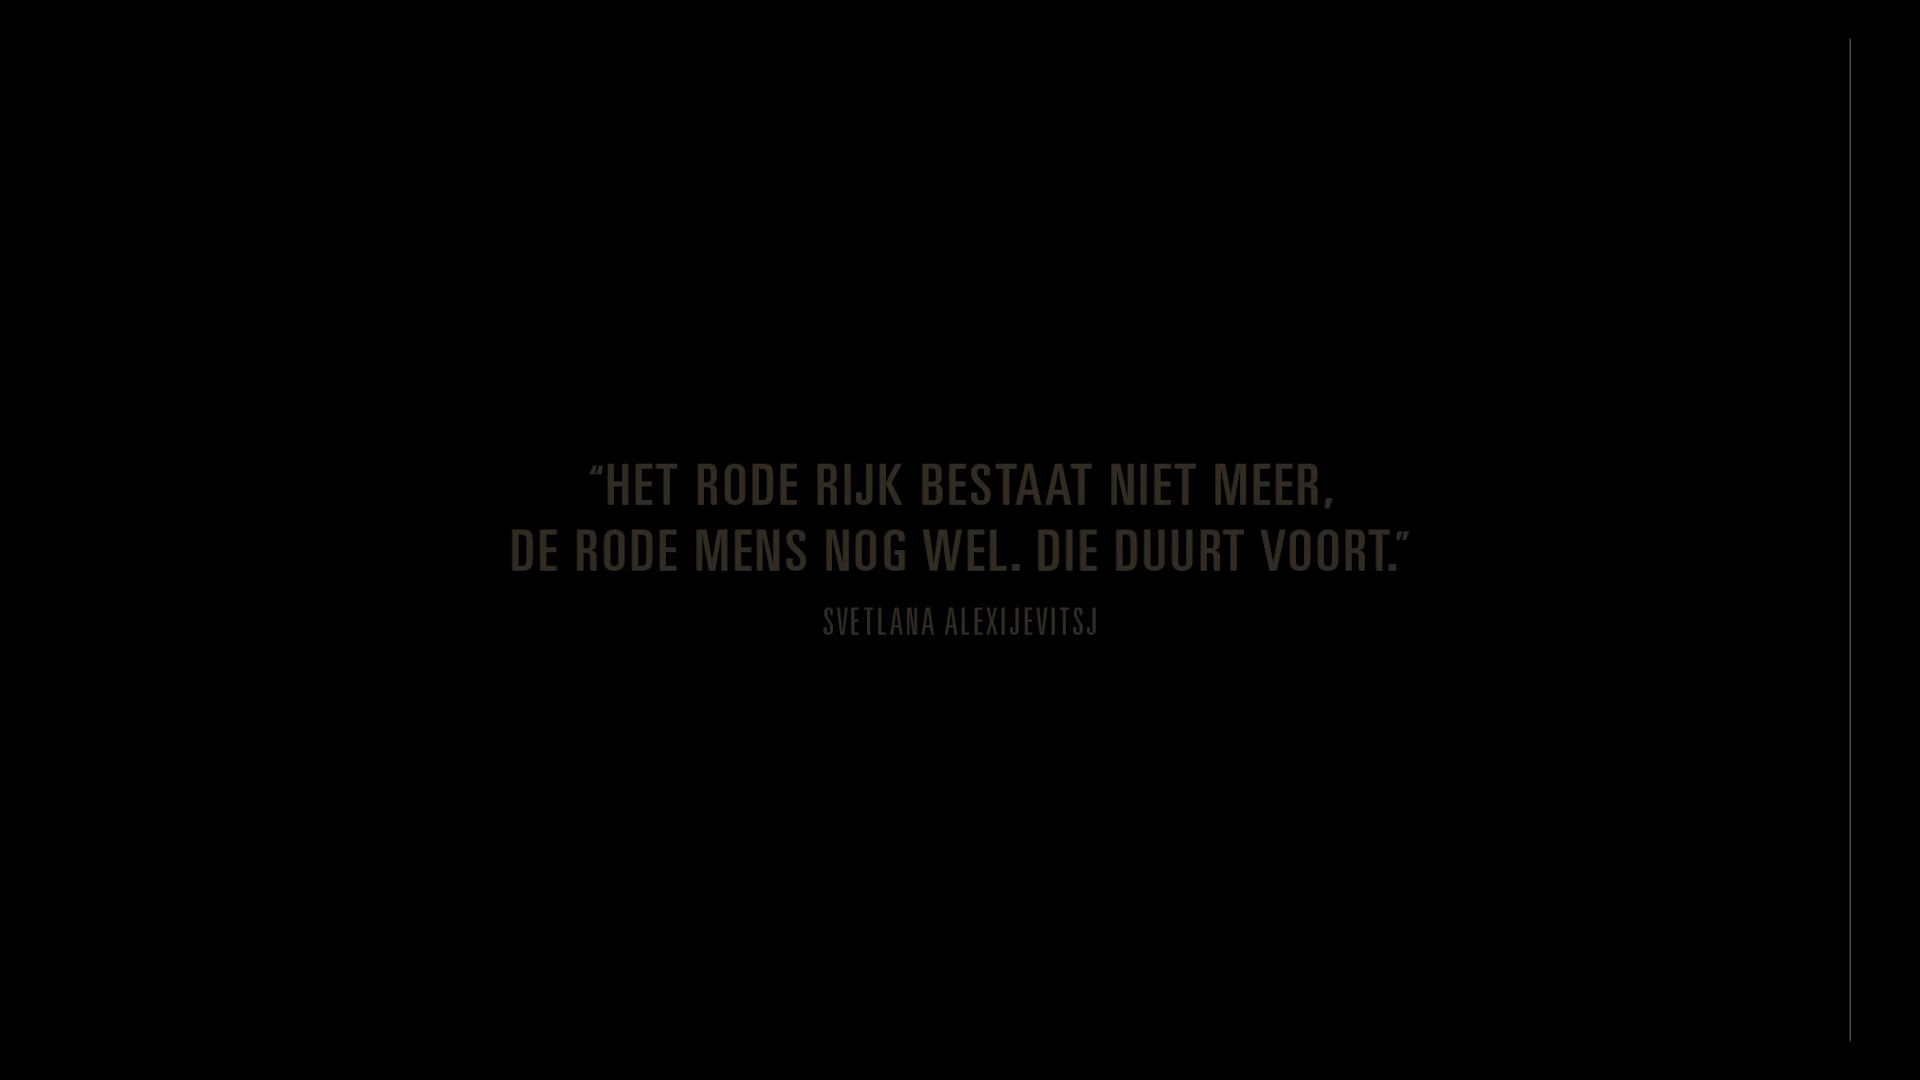 “HET RODE RIJK BESTAAT NIET MEER,
DE RODE MENS NOG WEL. DIE DUURT VOORT.”
SVETLANA ALEXIJEVITSJ